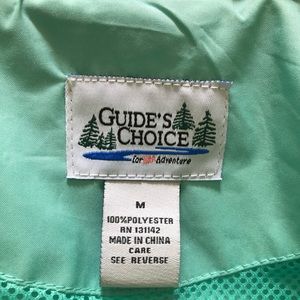 GUIDE'S
CHOICE
for Adventure
M
100%POLYESTER
RN 131142
MADE IN CHINA
CARE
SEE REVERSE